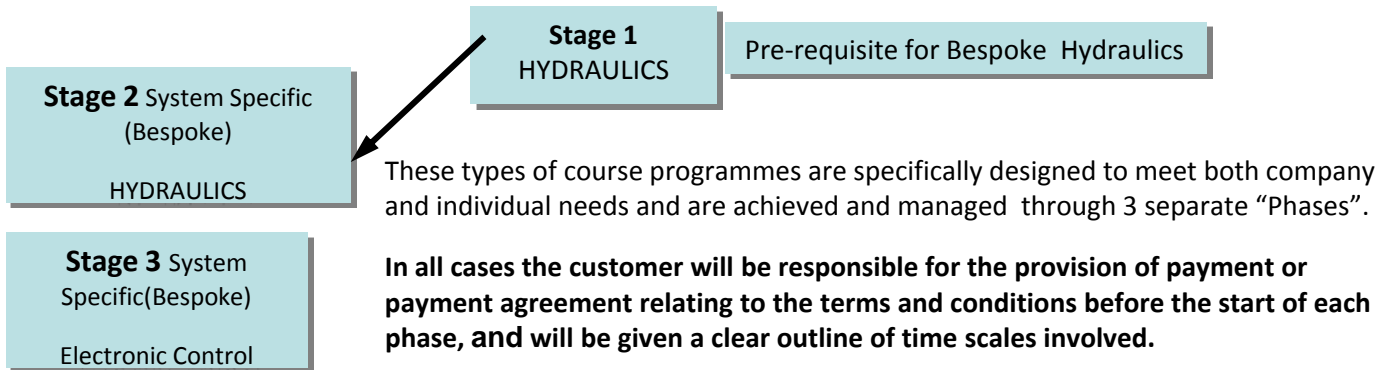 Stage 1
HYDRAULICS
Pre-requisite for Bespoke Hydraulics
Stage 2 System Specific
(Bespoke)
HYDRAULICS
These types of course programmes are specifically designed to meet both company
and individual needs and are achieved and managed through 3 separate “Phases”.
Stage 3 System
Specific(Bespoke)
Electronic Control
In all cases the customer will be responsible for the provision of payment or
payment agreement relating to the terms and conditions before the start of each
phase, and will be given a clear outline of time scales involved.